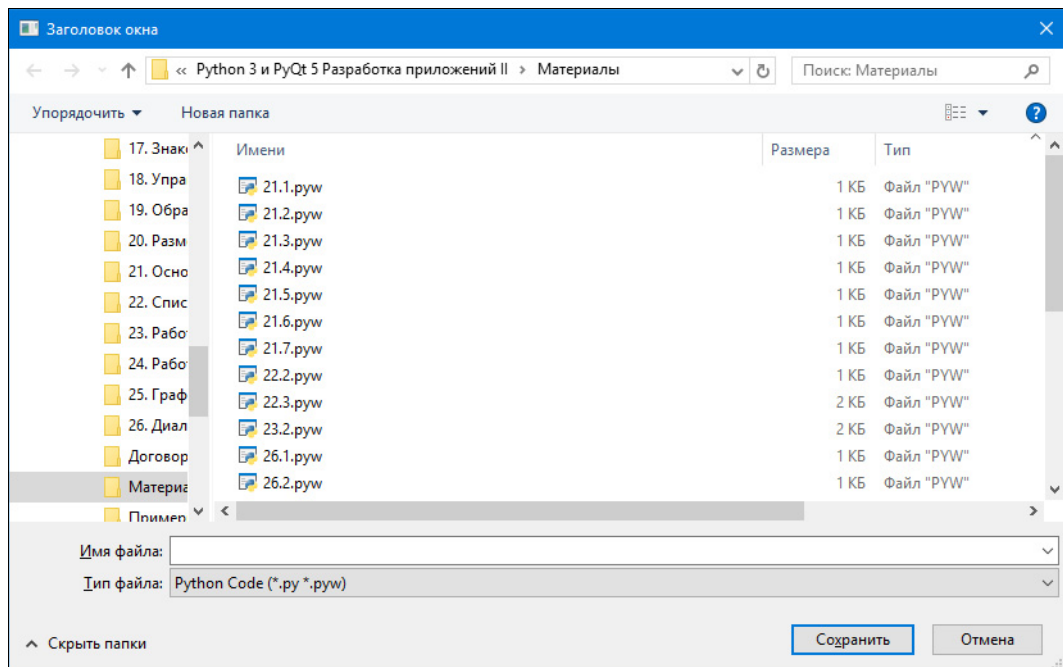 Заголовок окна
« Python 3 и PyQt 5 Разработка приложений II › Материалы
Поиск: Материалы
Упорядочить Новая папка
17. Знак
18. Упра
19. Обра
20. Разм
21. Осно
22. Спис
23. Рабо
24. Рабо
25. Граф
26. Диал
Договор
Материа
Пример
Имени Размера Тип
21.1.pyw 1 КБ Файл "PYW"
21.2.pyw 1 КБ Файл "PYW"
21.3.pyw 1 КБ Файл "PYW"
21.4.pyw 1 КБ Файл "PYW"
21.5.pyw 1 КБ Файл "PYW"
21.6.pyw 1 КБ Файл "PYW"
21.7.pyw 1 КБ Файл "PYW"
22.2.pyw 1 КБ Файл "PYW"
22.3.pyw 2 КБ Файл "PYW"
23.2.pyw 2 КБ Файл "PYW"
26.1.pyw 1 КБ Файл "PYW"
26.2.pyw 1 КБ Файл "PYW"
Имя файла:
Тип файла: Python Code (*.py *.pyw)
Скрыть папки
Сохранить Отмена